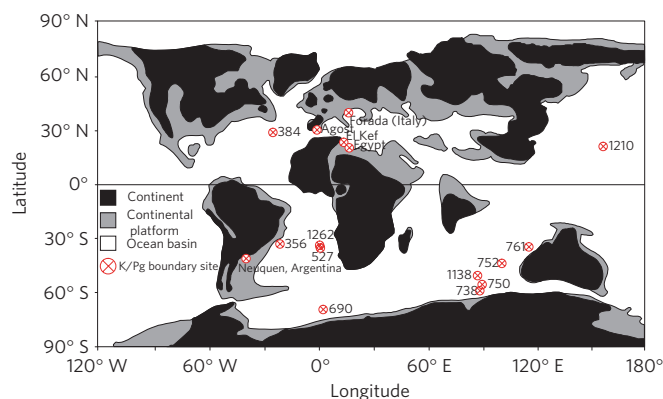 90° N
60° N
30° N
0°
30° S
60° S
90° S
Latitude
384
Forada (Italy)
Agost
El Kef
Egypt
1210
Continent
Continental
platform
Ocean basin
K/Pg boundary site
356
1262
527
Neuquen, Argentina
761
752
1138
750
738
690
120° W
60° W
0°
60° E
120° E
180°
Longitude